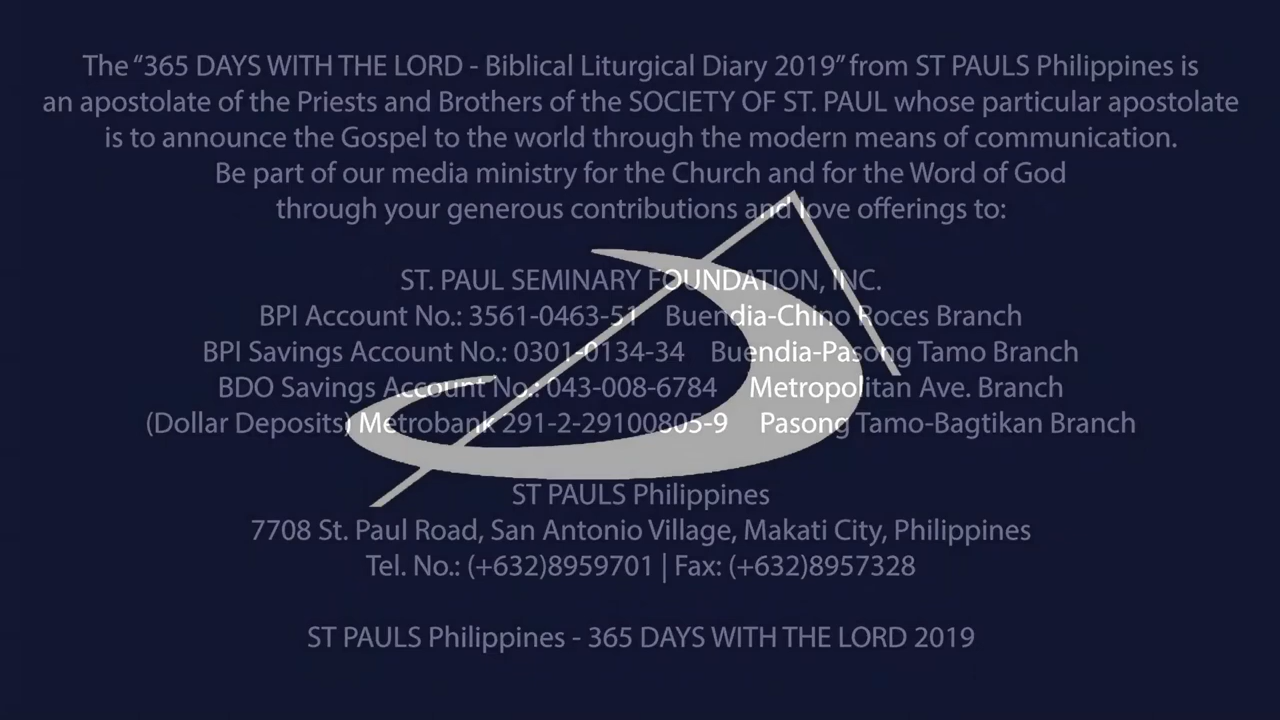 The “365 DAYS WITH THE LORD - Biblical Liturgical Diary 2019” from ST PAULS Philippines is
an apostolate of the Priests and Brothers of the SOCIETY OF ST. PAUL whose particular apostolate
is to announce the Gospel to the world through the modern means of communication.
Be part of our media ministry for the Church and for the Word of God
through your generous contributions and love offerings to:
ST. PAUL SEMINARY FOUNDATION, INC.
BPI Account No.: 3561-0463-51 Buendia-Chino Roces Branch
BPI Savings Account No.: 0301-0134-34 Buendia-Pasong Tamo Branch
BDO Savings Account No.: 043-008-6784 Metropolitan Ave. Branch
(Dollar Deposits) Metrobank 291-2-29100805-9 Pasong Tamo-Bagtikan Branch
ST PAULS Philippines
7708 St. Paul Road, San Antonio Village, Makati City, Philippines
Tel. No.: (+632)8959701 | Fax: (+632)8957328
ST PAULS Philippines - 365 DAYS WITH THE LORD 2019